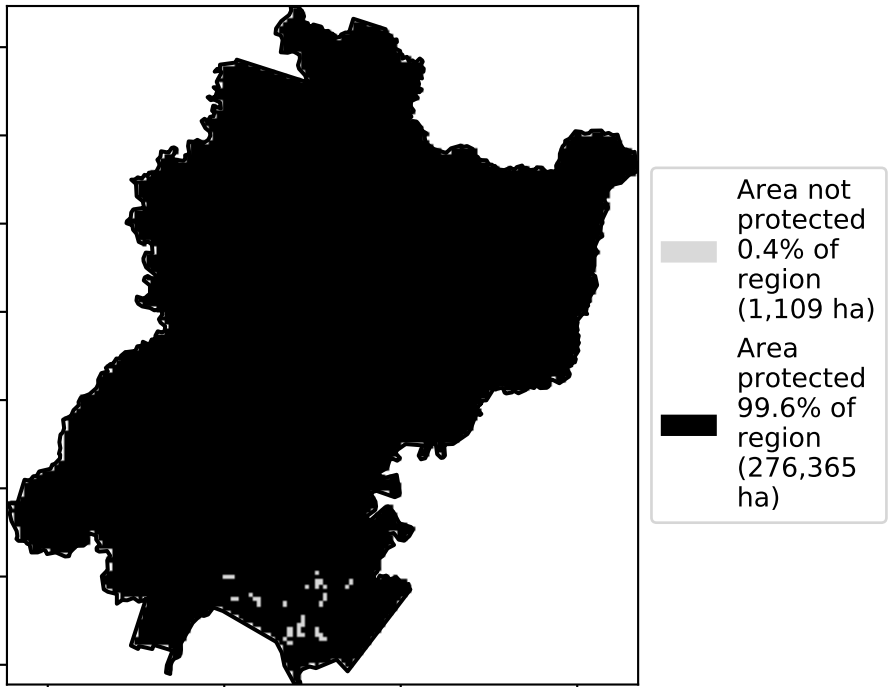 Area not
protected
0.4% of
region
(1,109 ha)
Area
protected
99.6% of
region
(276,365
ha)